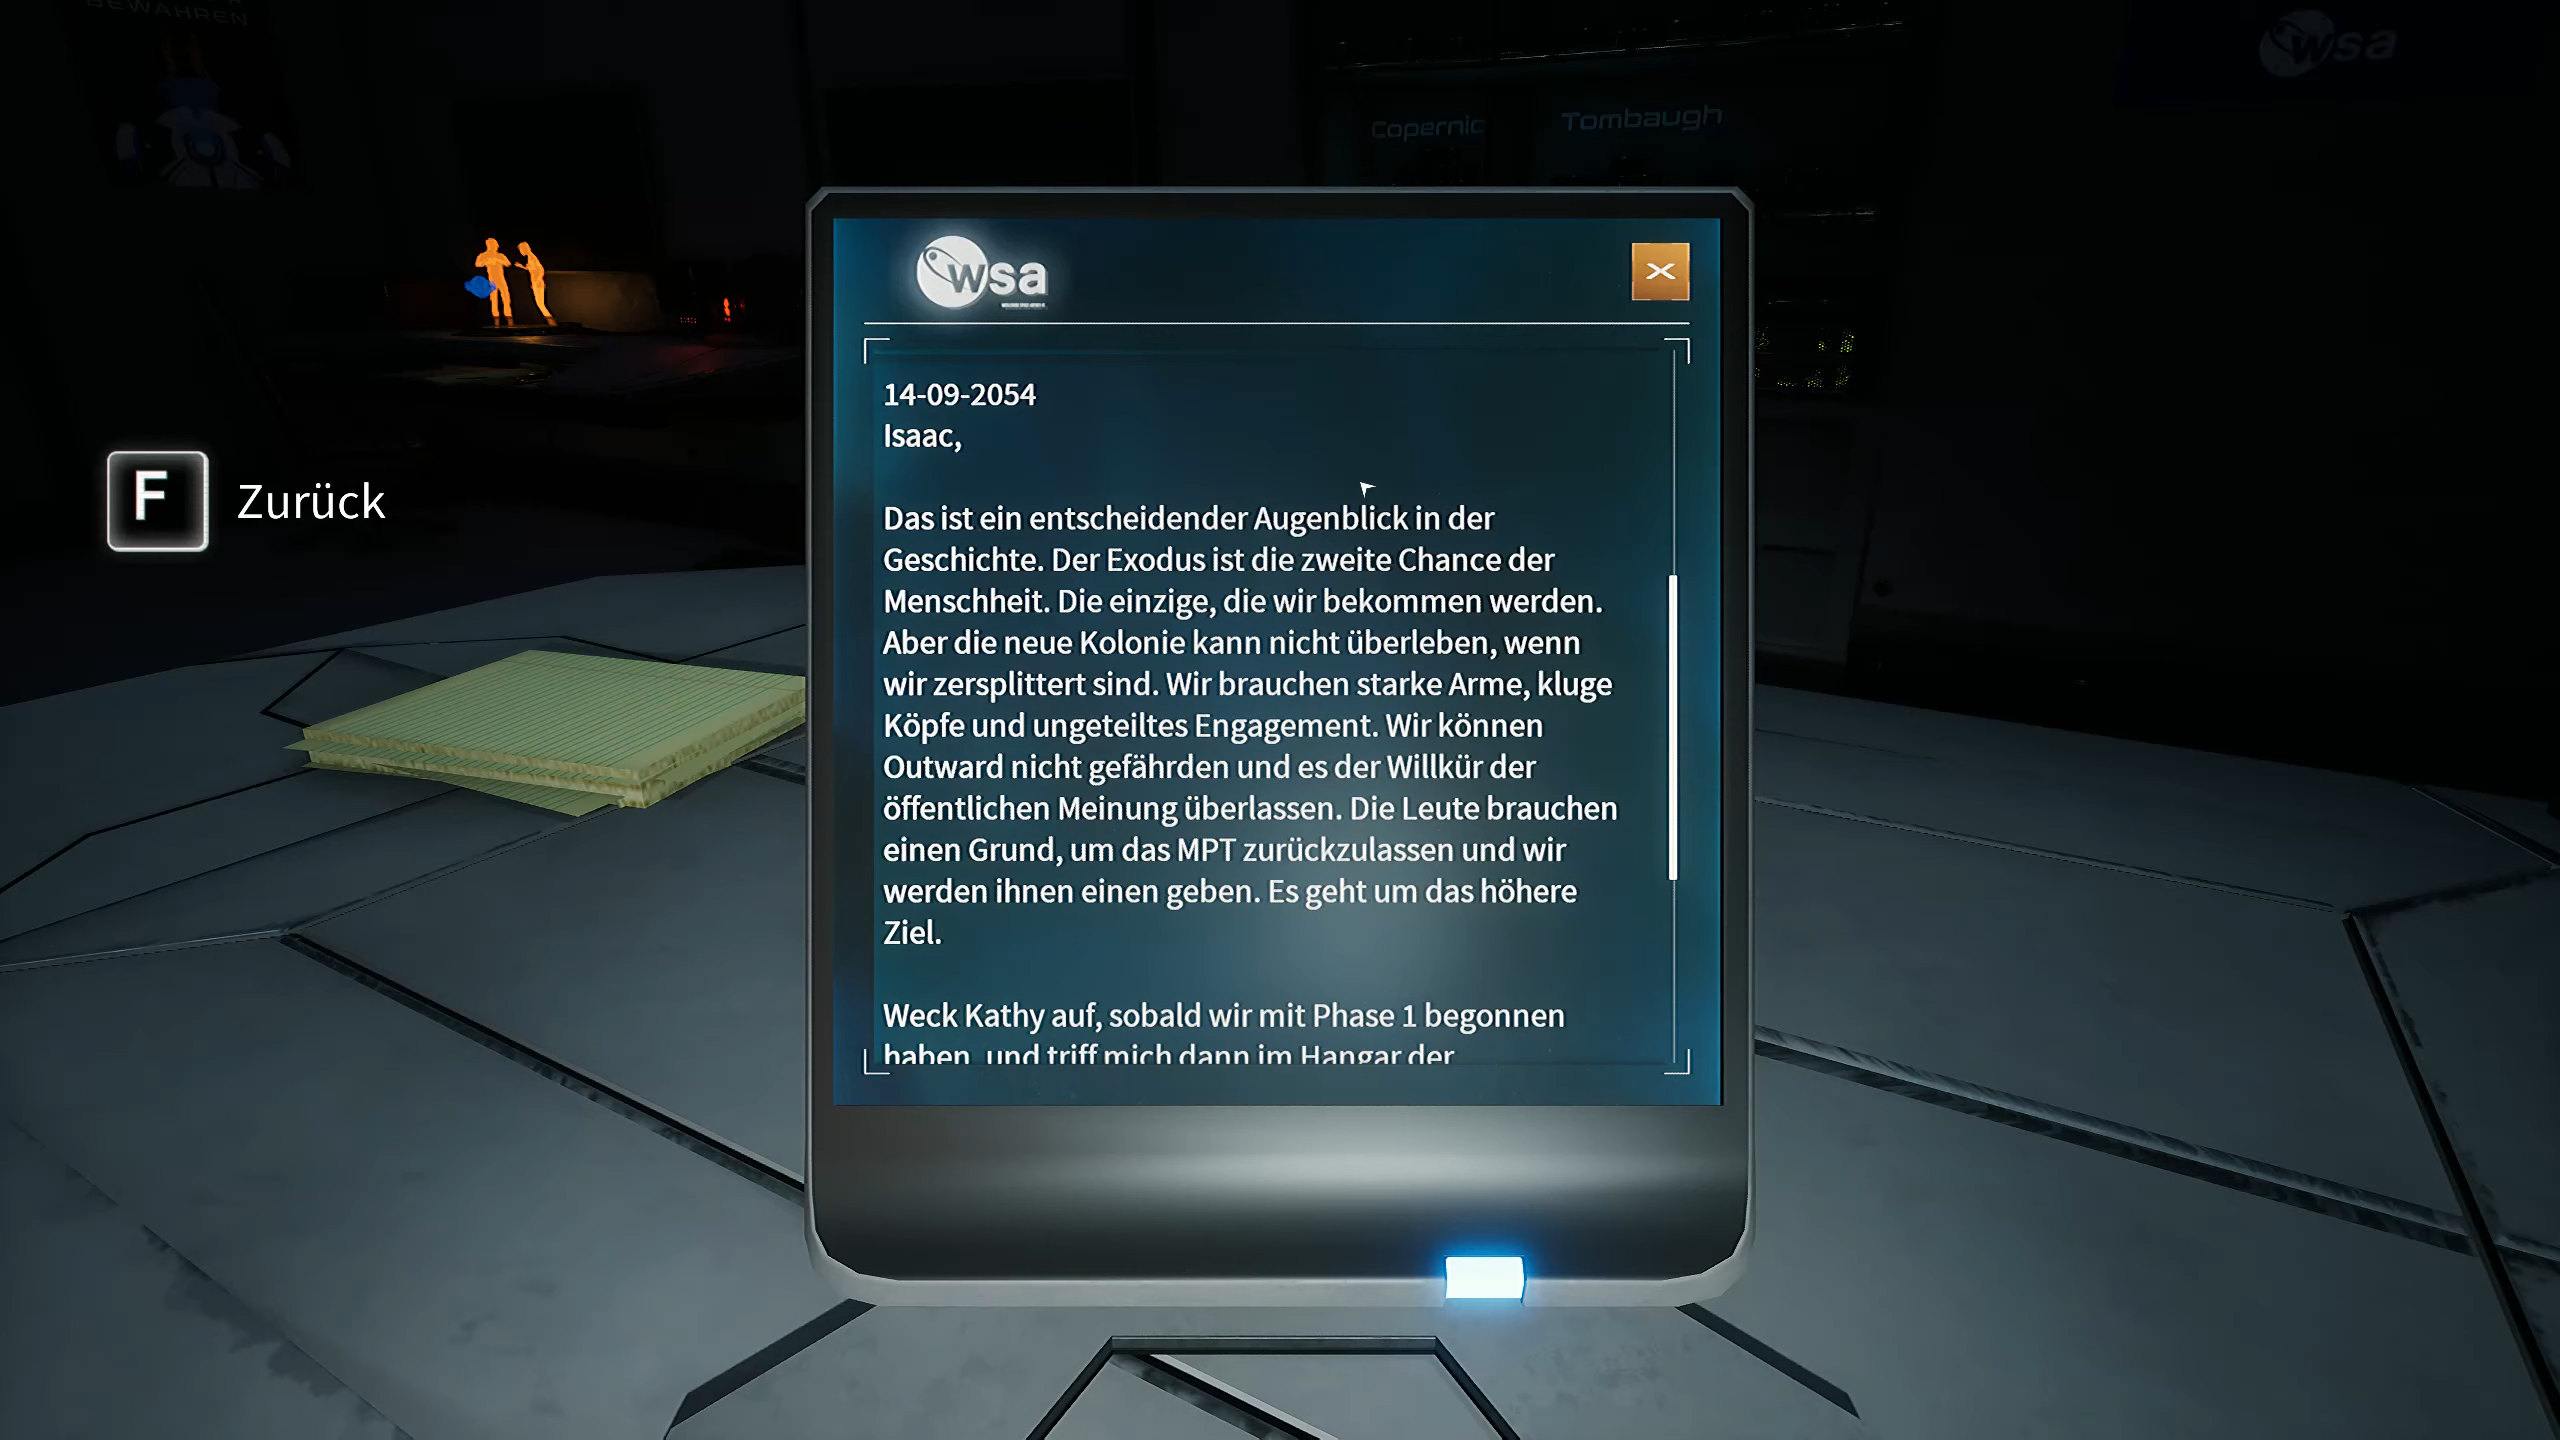 BEWAHREN
wsa
Copernic
Tombaugh
wsa
14-09-2054
Isaac,
F
Zurück
Das ist ein entscheidender Augenblick in der
Geschichte. Der Exodus ist die zweite Chance der
Menschheit. Die einzige, die wir bekommen werden.
Aber die neue Kolonie kann nicht überleben, wenn
wir zersplittert sind. Wir brauchen starke Arme, kluge
Köpfe und ungeteiltes Engagement. Wir können
Outward nicht gefährden und es der Willkür der
öffentlichen Meinung überlassen. Die Leute brauchen
einen Grund, um das MPT zurückzulassen und wir
werden ihnen einen geben. Es geht um das höhere
Ziel.
Weck Kathy auf, sobald wir mit Phase 1 begonnen
haben, und triff mich dann im Hangar der